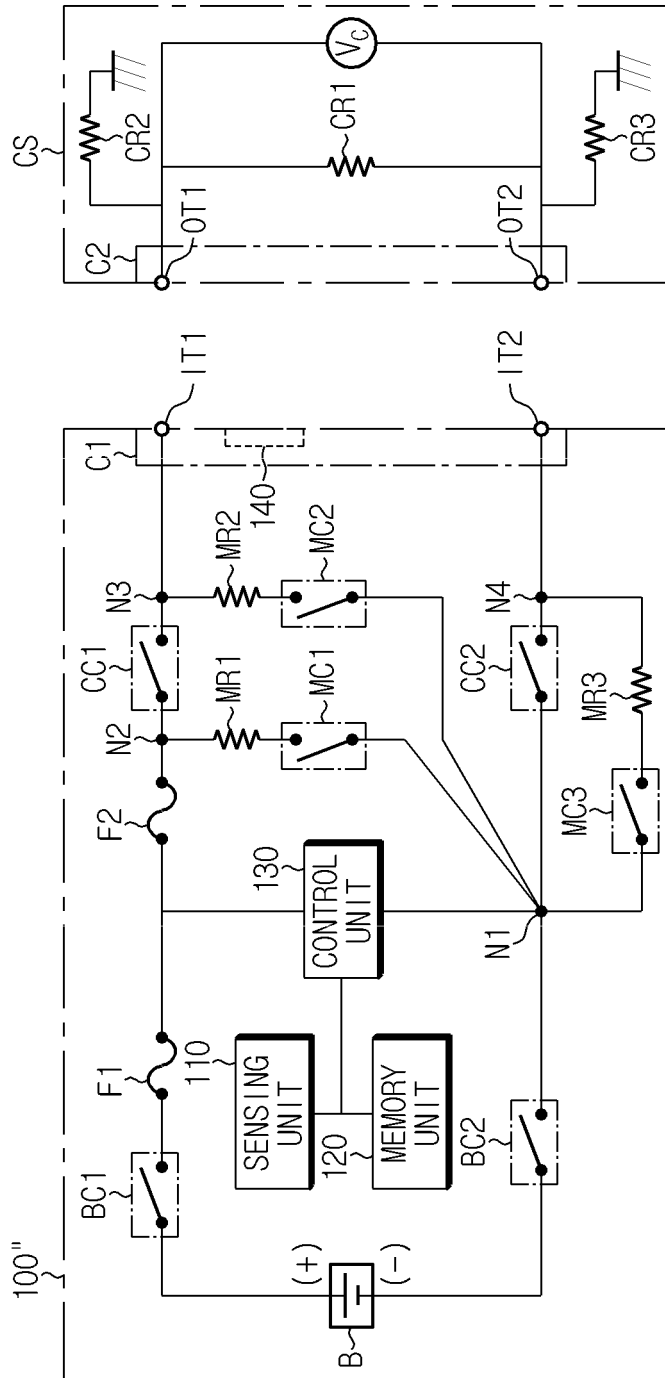 100"
BC1
F1
F2
N2
CC1
N3
C1
IT1
C2
OT1
CS
CR2
110
SENSING
UNIT
120
MEMORY
UNIT
130
CONTROL
UNIT
MR1
MC1
MR2
MC2
140
CR1
VC
B
(+)
(-)
BC2
N1
CC2
N4
MC3
MR3
IT2
OT2
CR3